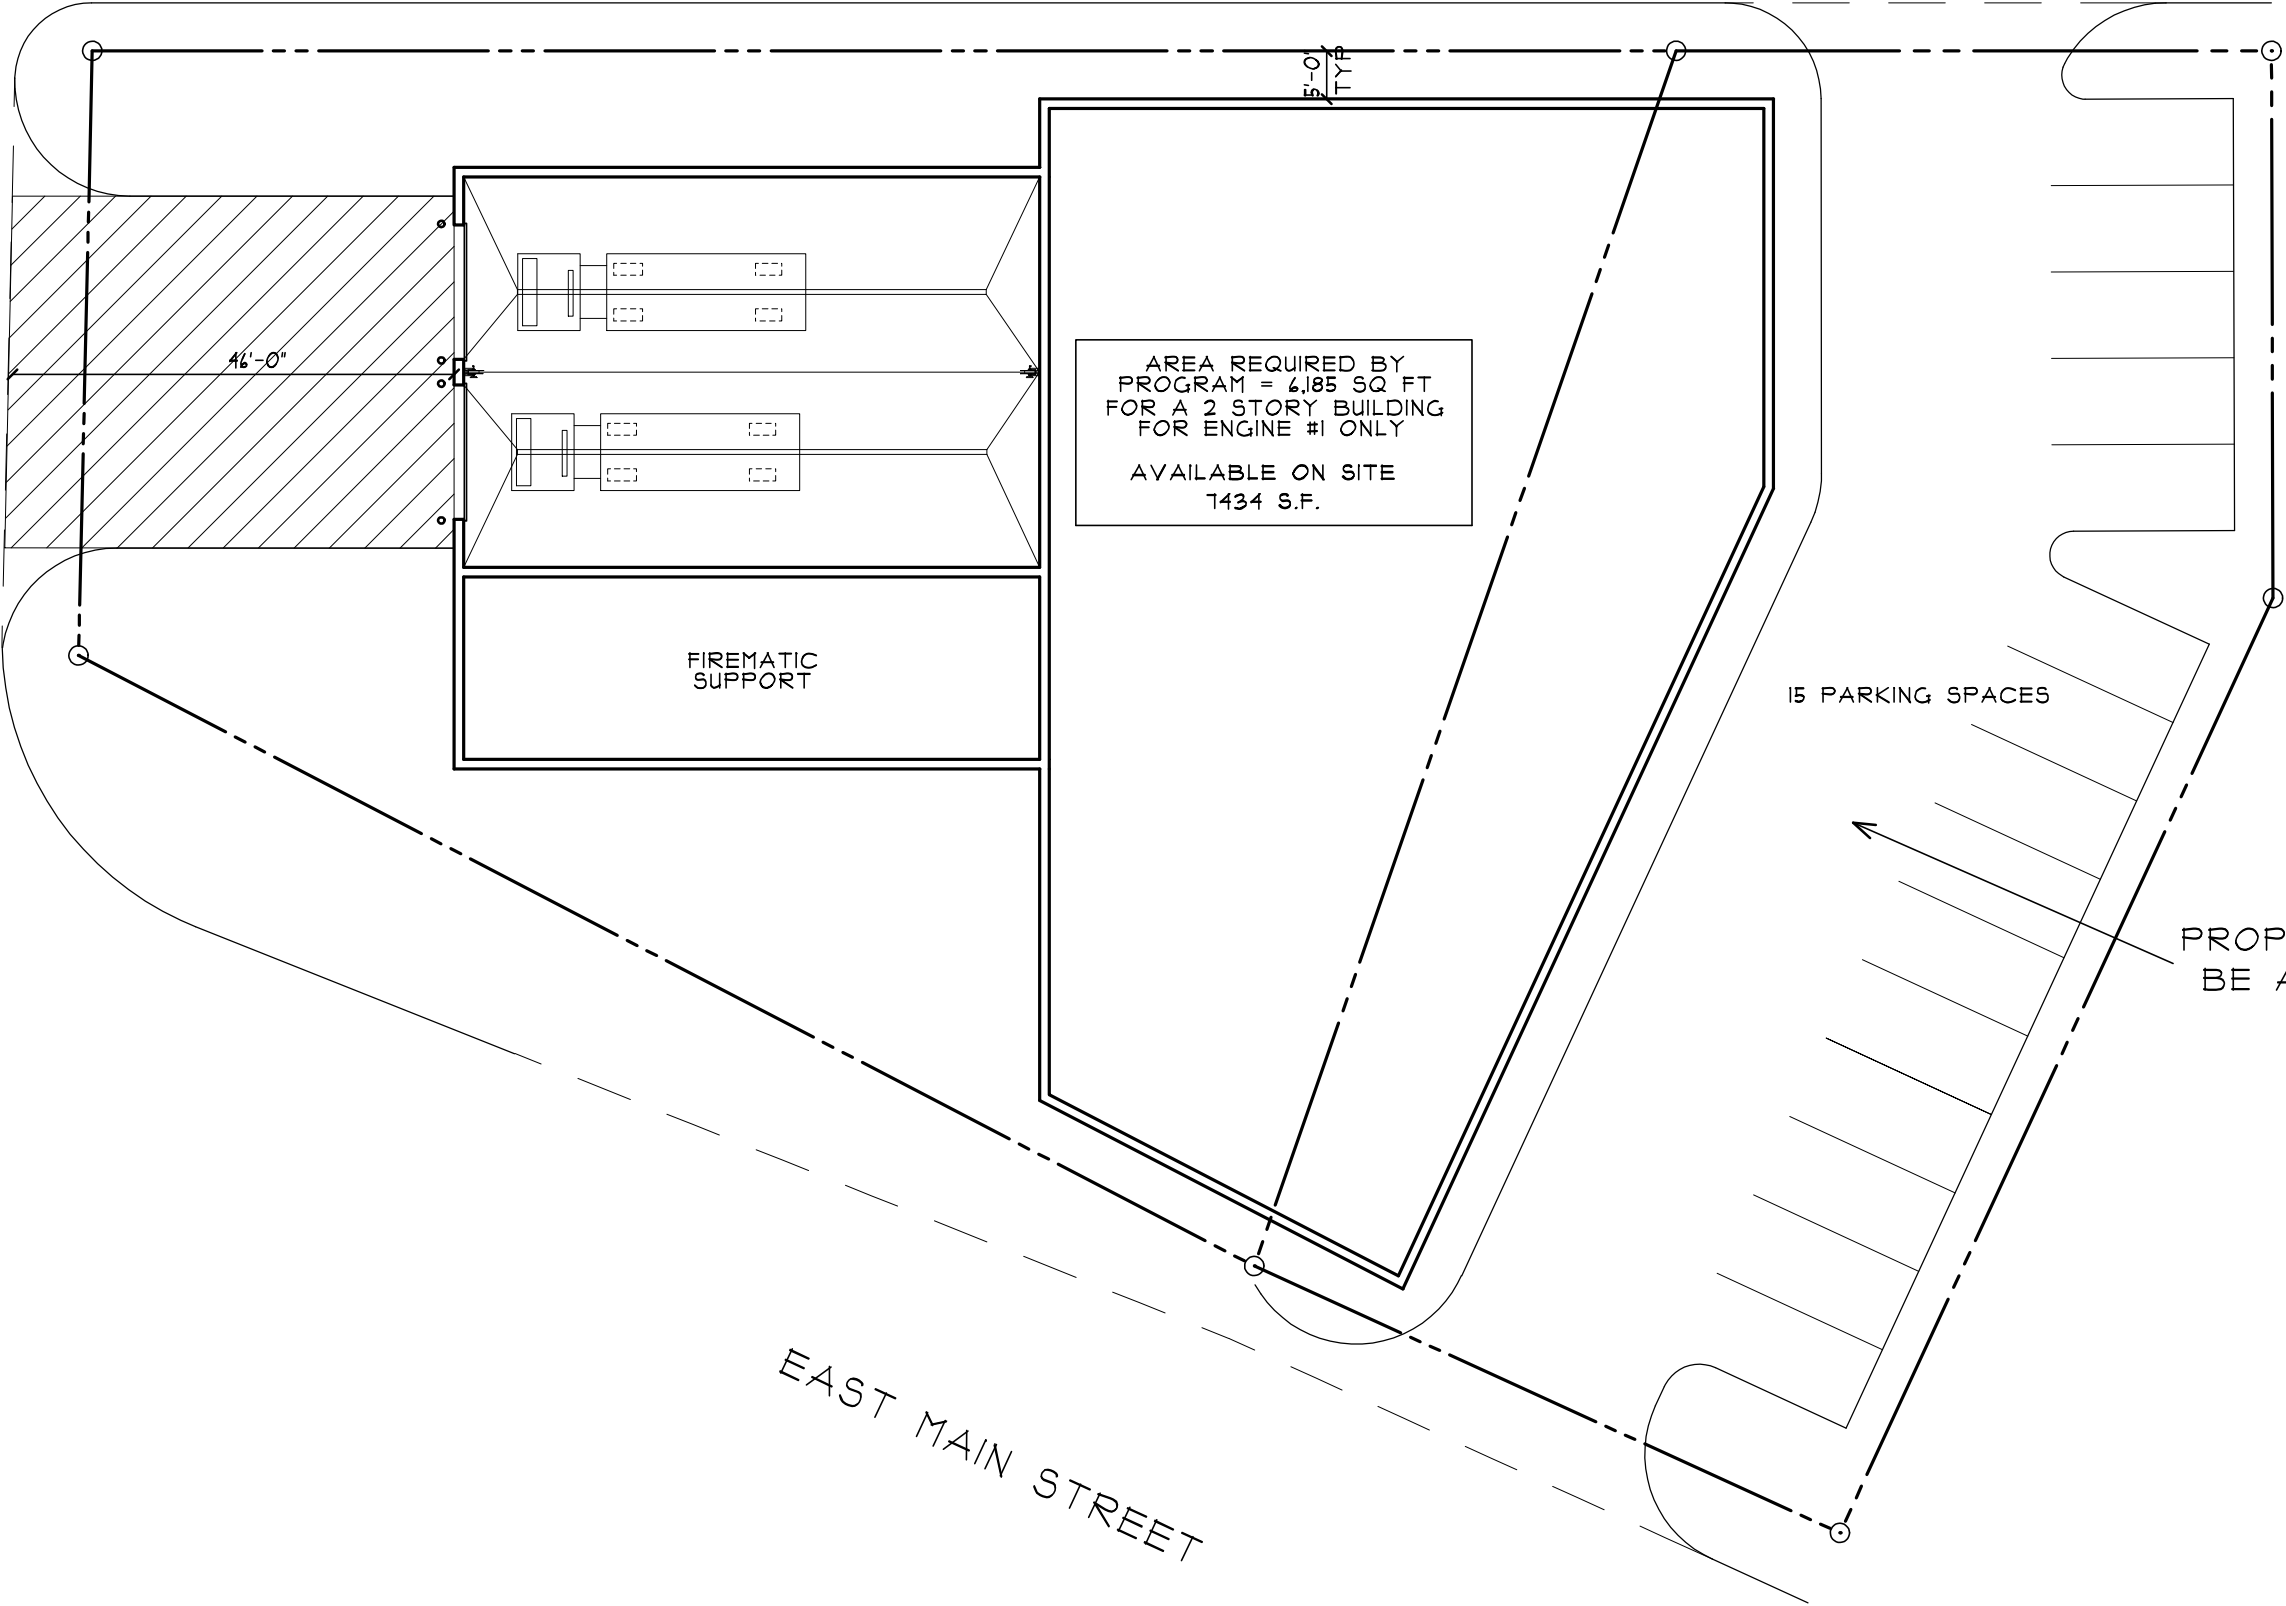 5'-0"
TYP
46'-0"
AREA REQUIRED BY
PROGRAM = 6,185 SQ FT
FOR A 2 STORY BUILDING
FOR ENGINE #1 ONLY
AVAILABLE ON SITE
7434 S.F.
FIREMATIC
SUPPORT
15 PARKING SPACES
PROP
BE A
EAST MAIN STREET